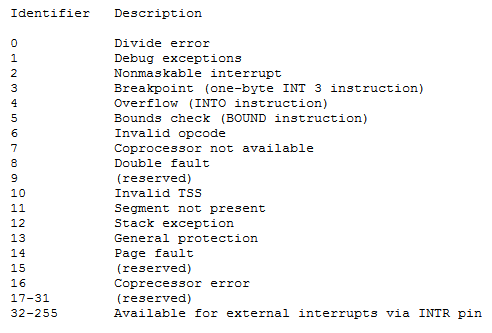 Identifier Description
0 Divide error
1 Debug exceptions
2 Nonmaskable interrupt
3 Breakpoint (one-byte INT 3 instruction)
4 Overflow (INTO instruction)
5 Bounds check (BOUND instruction)
6 Invalid opcode
7 Coprocessor not available
8 Double fault
9 (reserved)
10 Invalid TSS
11 Segment not present
12 Stack exception
13 General protection
14 Page fault
15 (reserved)
16 Coprecessor error
17-31 (reserved)
32-255 Available for external interrupts via INTR pin